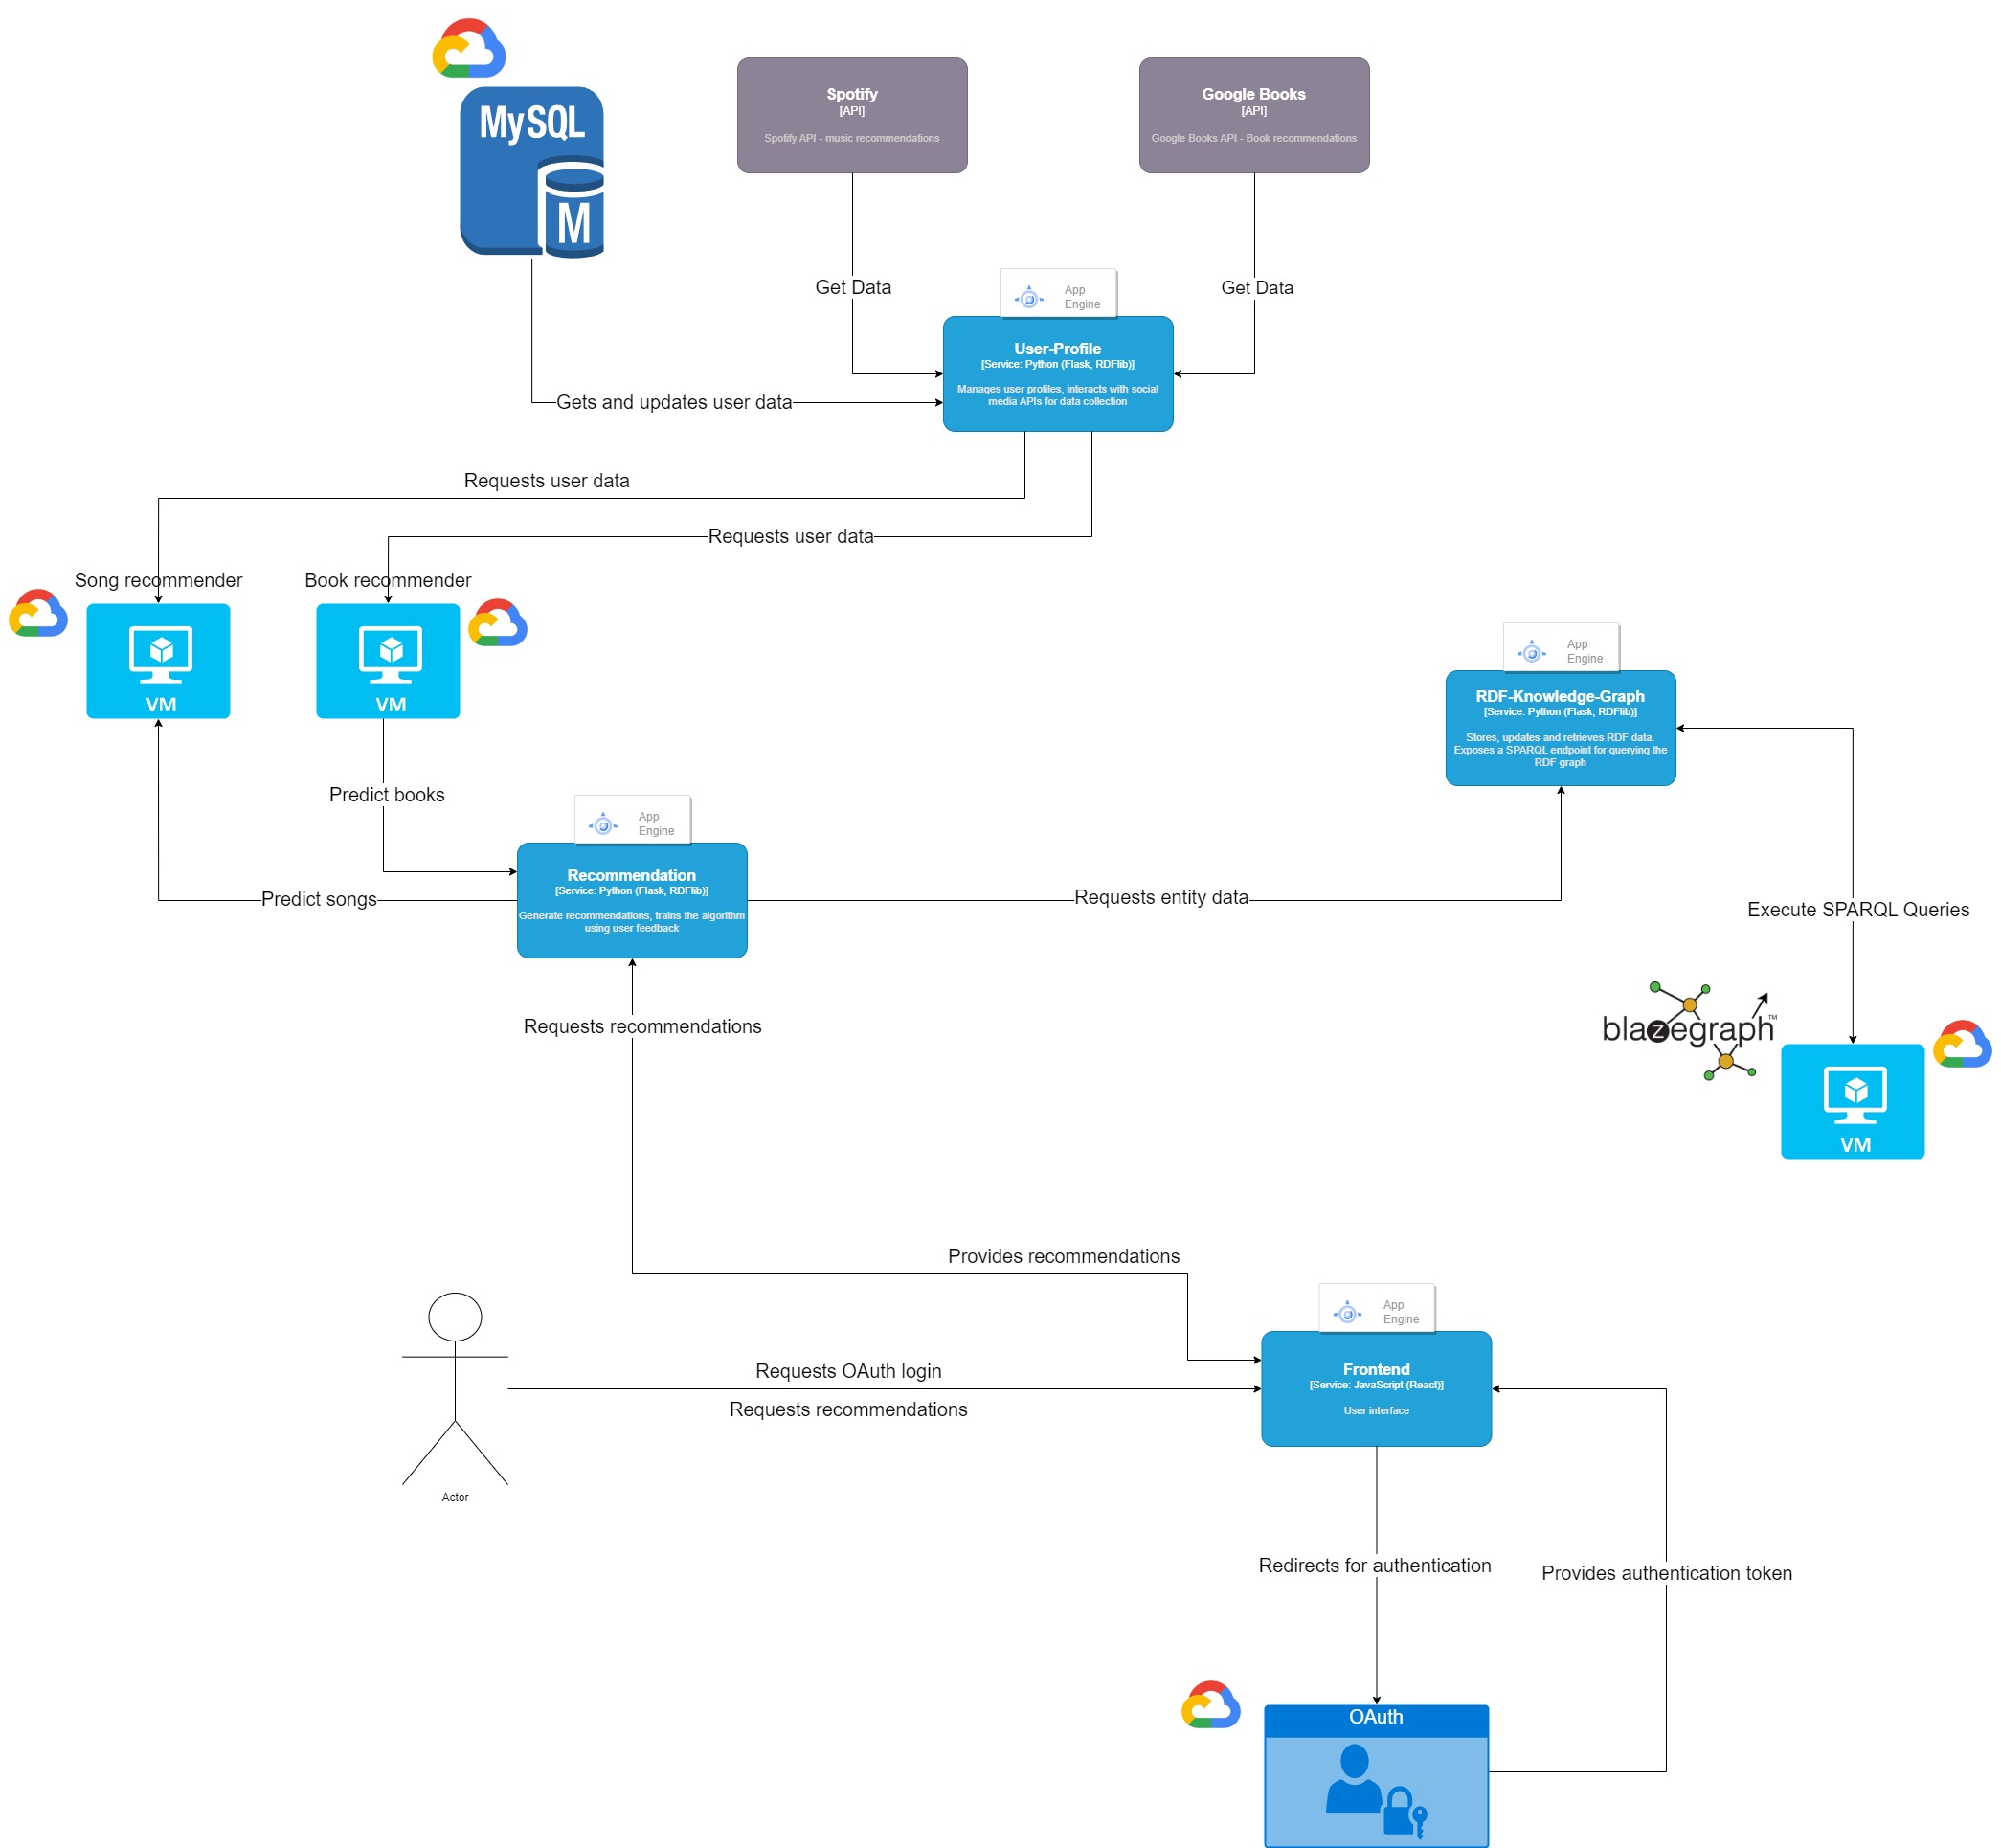 MySQL
M
Spotify
[API]
Spotify API - music recommendations
Google Books
[API]
Google Books API - Book recommendations
Get Data
Get Data
App
Engine
User-Profile
[Service: Python (Flask, RDFlib)]
Manages user profiles, interacts with social
media APIs for data collection
Gets and updates user data
Requests user data
Requests user data
Song recommender
Book recommender
VM
VM
App
Engine
RDF-Knowledge-Graph
[Service: Python (Flask, RDFlib)]
Stores, updates and retrieves RDF data.
Exposes a SPARQL endpoint for querying the
RDF graph
Predict books
App
Engine
Recommendation
[Service: Python (Flask, RDFlib)]
Generate recommendations, trains the algorithm
using user feedback
Predict songs
Requests entity data
Execute SPARQL Queries
Requests recommendations
blazegraph™
VM
Provides recommendations
App
Engine
Frontend
[Service: JavaScript (React)]
User interface
Requests OAuth login
Requests recommendations
Actor
Redirects for authentication
Provides authentication token
OAuth